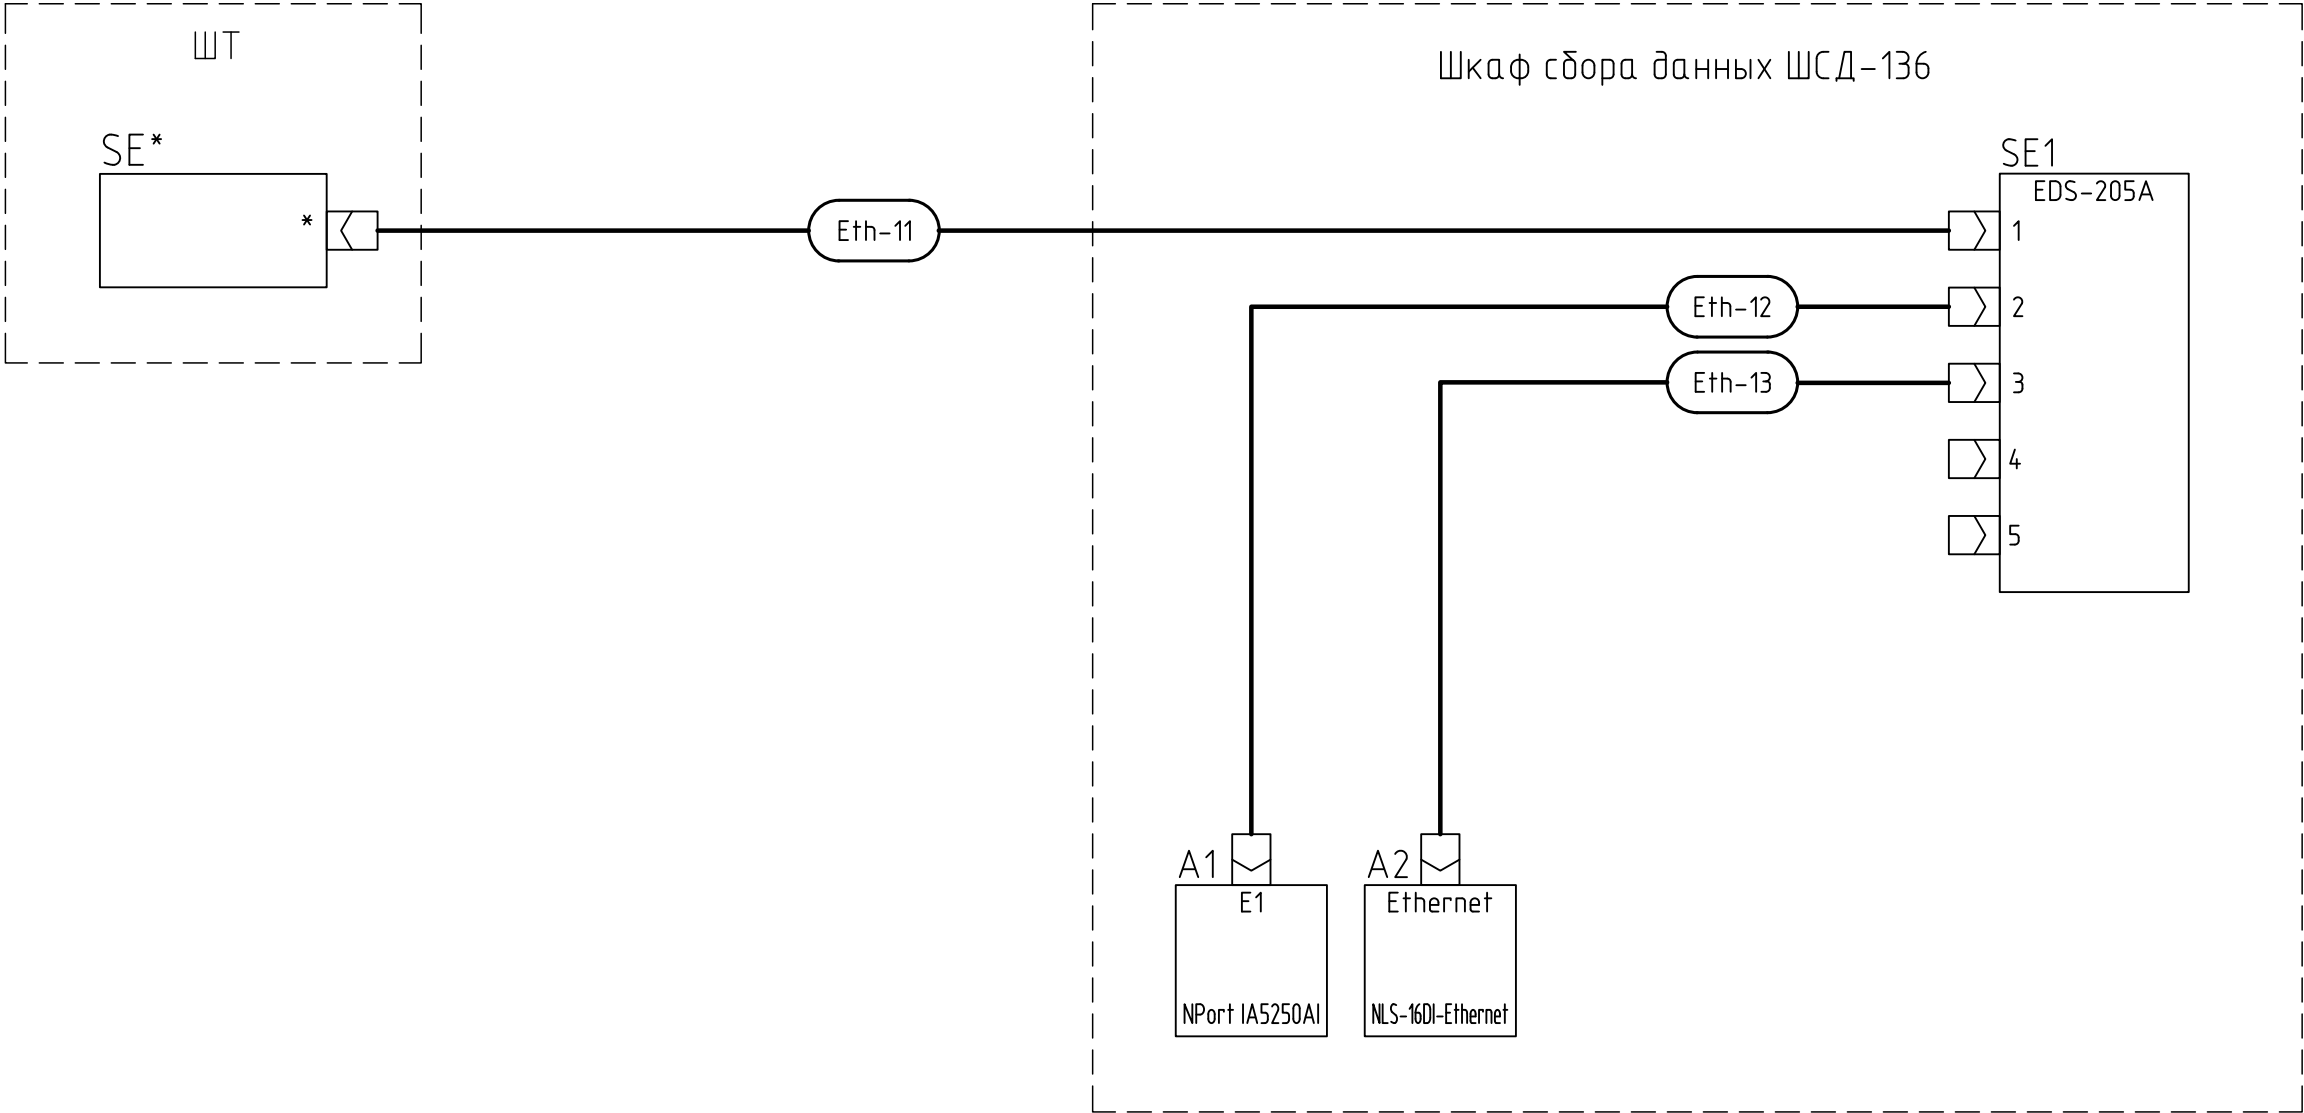 ШТ
Шкаф сбора данных ШСД-136
SE*
SE1
*
EDS-205A
Eth-11
1
Eth-12
2
Eth-13
3
4
5
A1
A2
E1
Ethernet
NPort IA5250AI
NLS-16DI-Ethernet